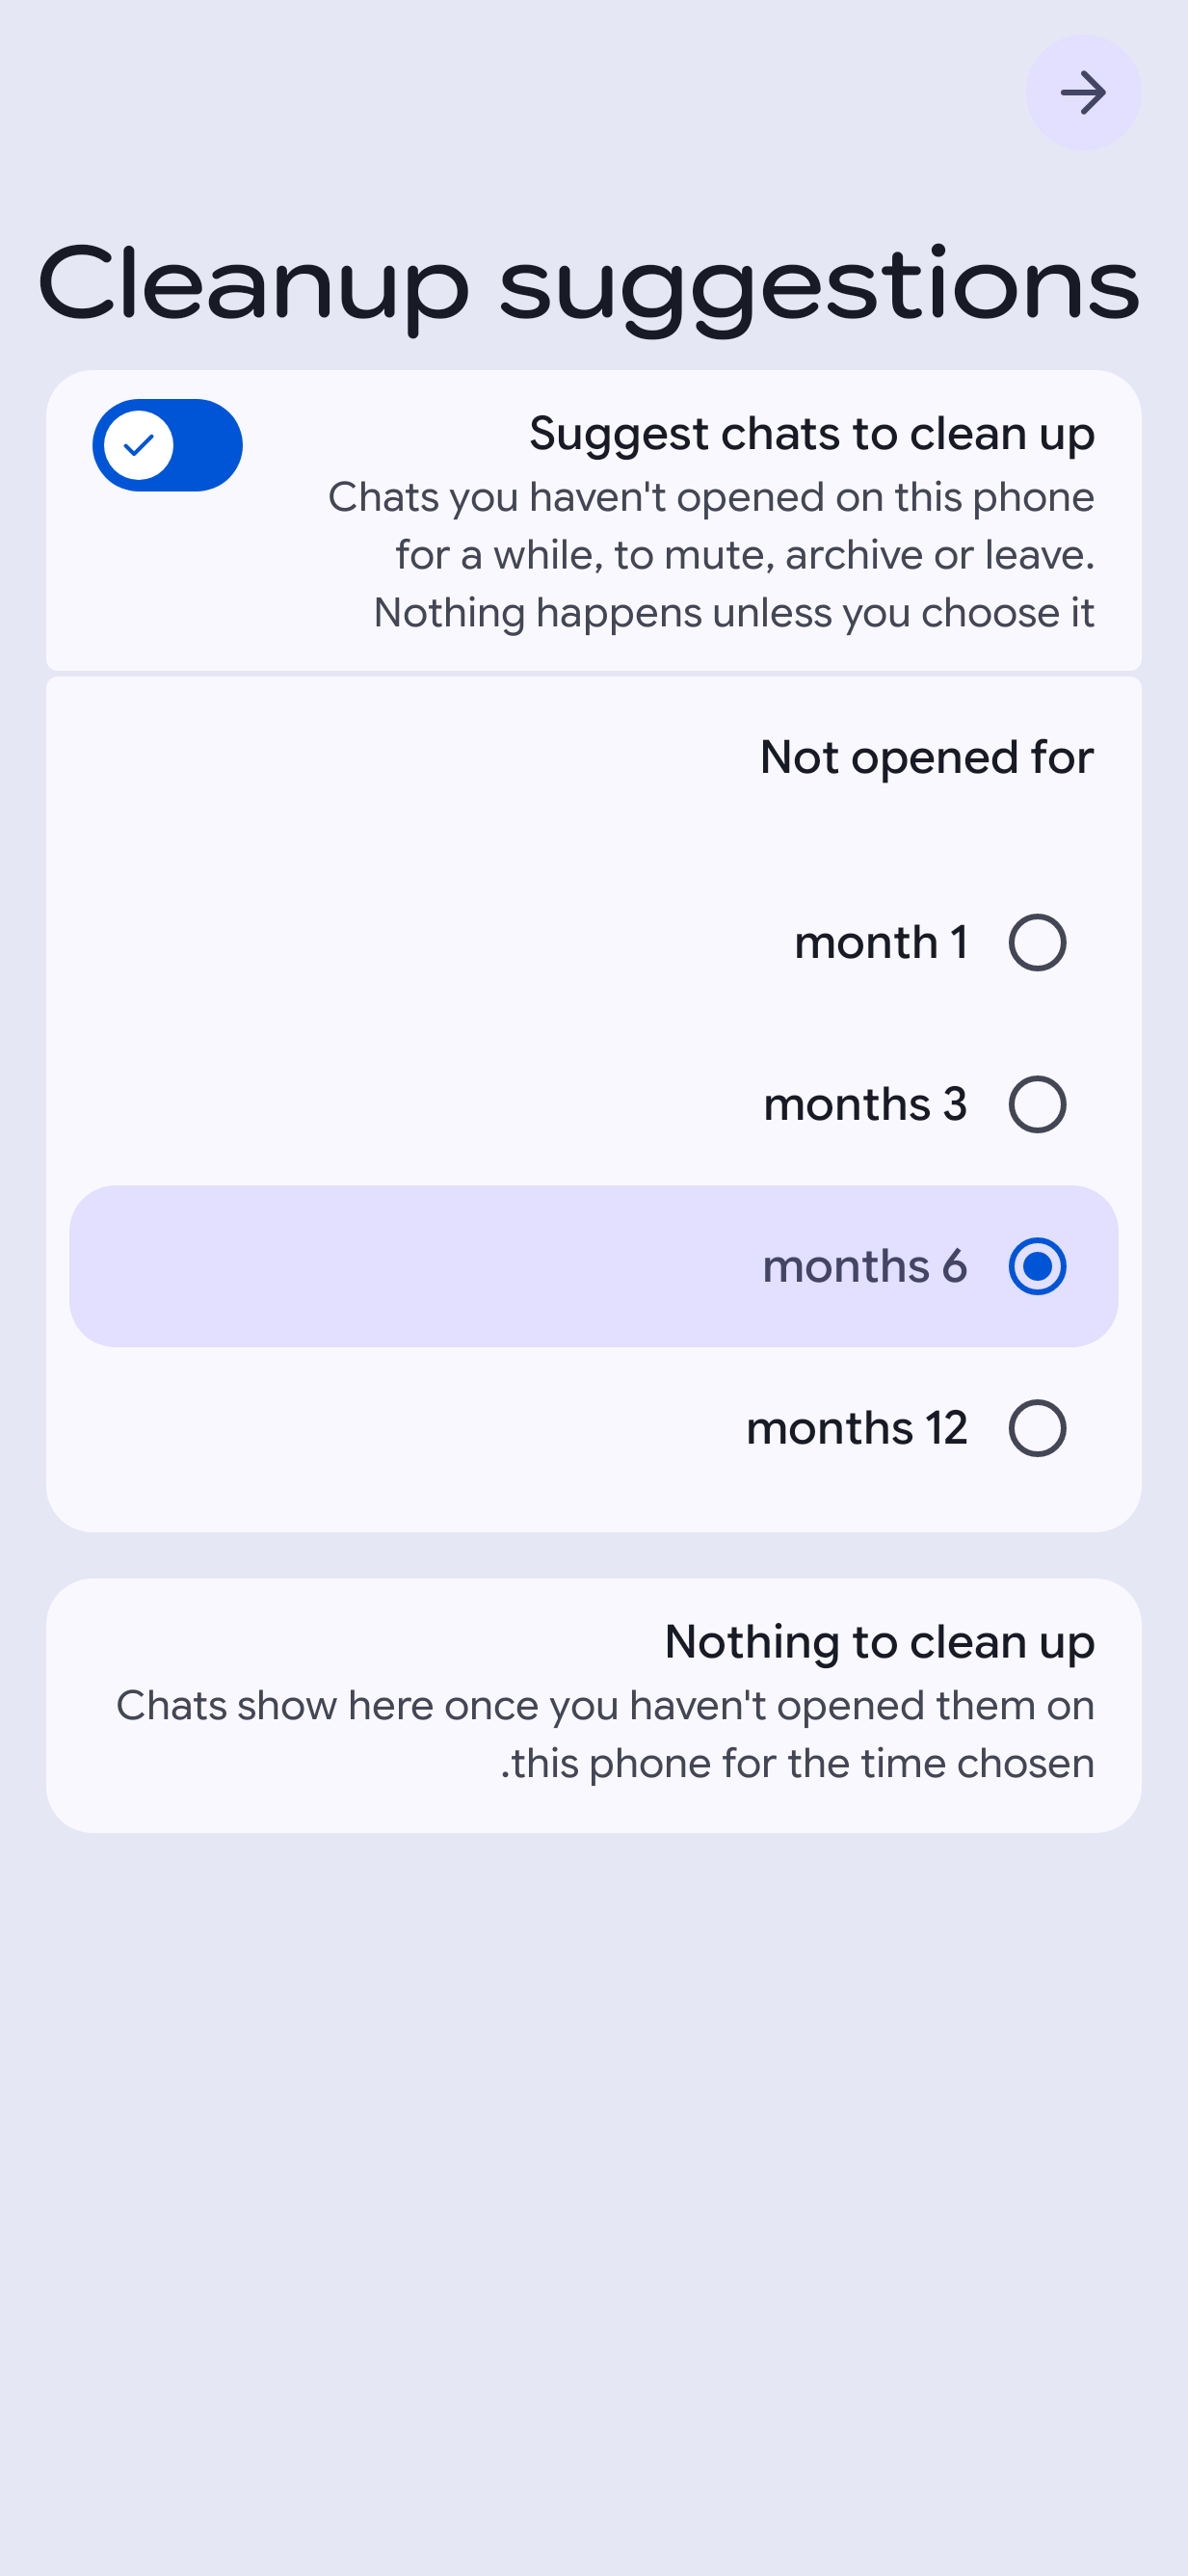 Cleanup suggestions
Suggest chats to clean up
Chats you haven't opened on this phone
for a while, to mute, archive or leave.
Nothing happens unless you choose it
Not opened for
month 1
months 3
months 6
months 12
Nothing to clean up
Chats show here once you haven't opened them on
.this phone for the time chosen